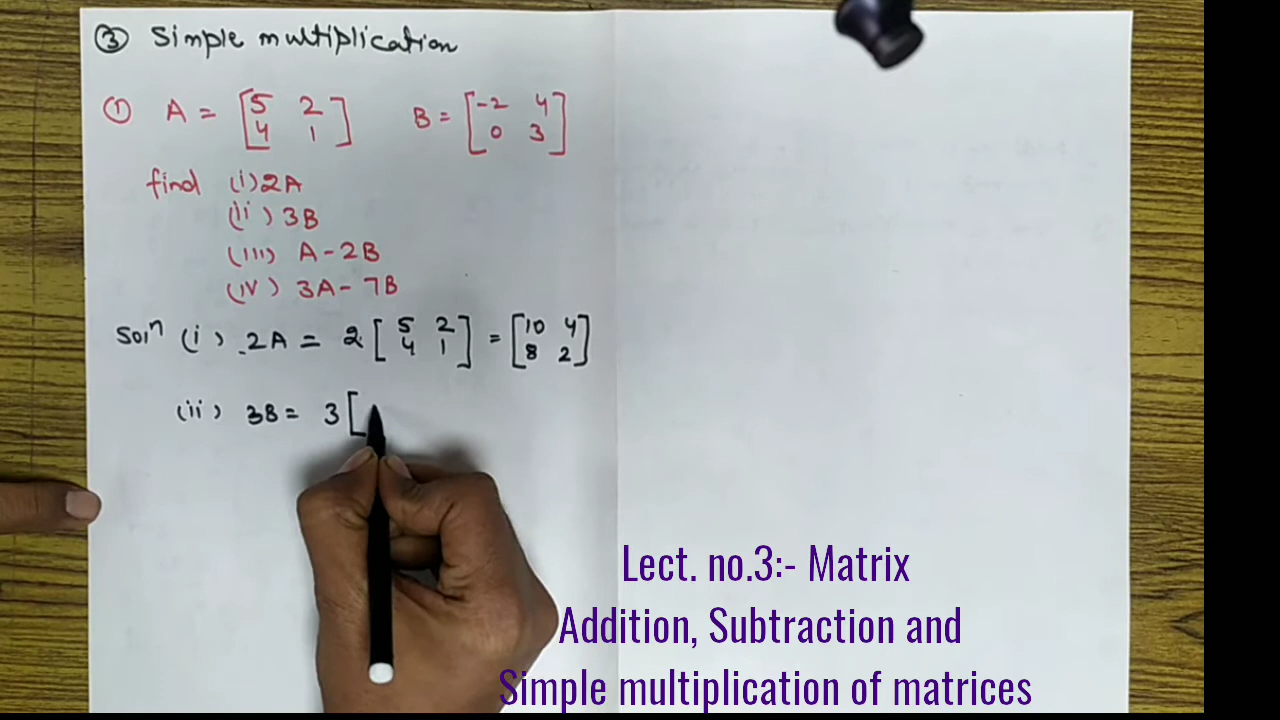 ③ Simple multiplication
① A = [5 2 B = [-2 4
4 1] 0 3]
find (i) 2A
(ii) 3B
(iii) A - 2B
(iv) 3A - 7B
Solⁿ (i) 2A = 2 [5 2 = [10 4
4 1] 8 2]
(ii) 3B = 3 [
Lect. no.3:- Matrix
Addition, Subtraction and
Simple multiplication of matrices